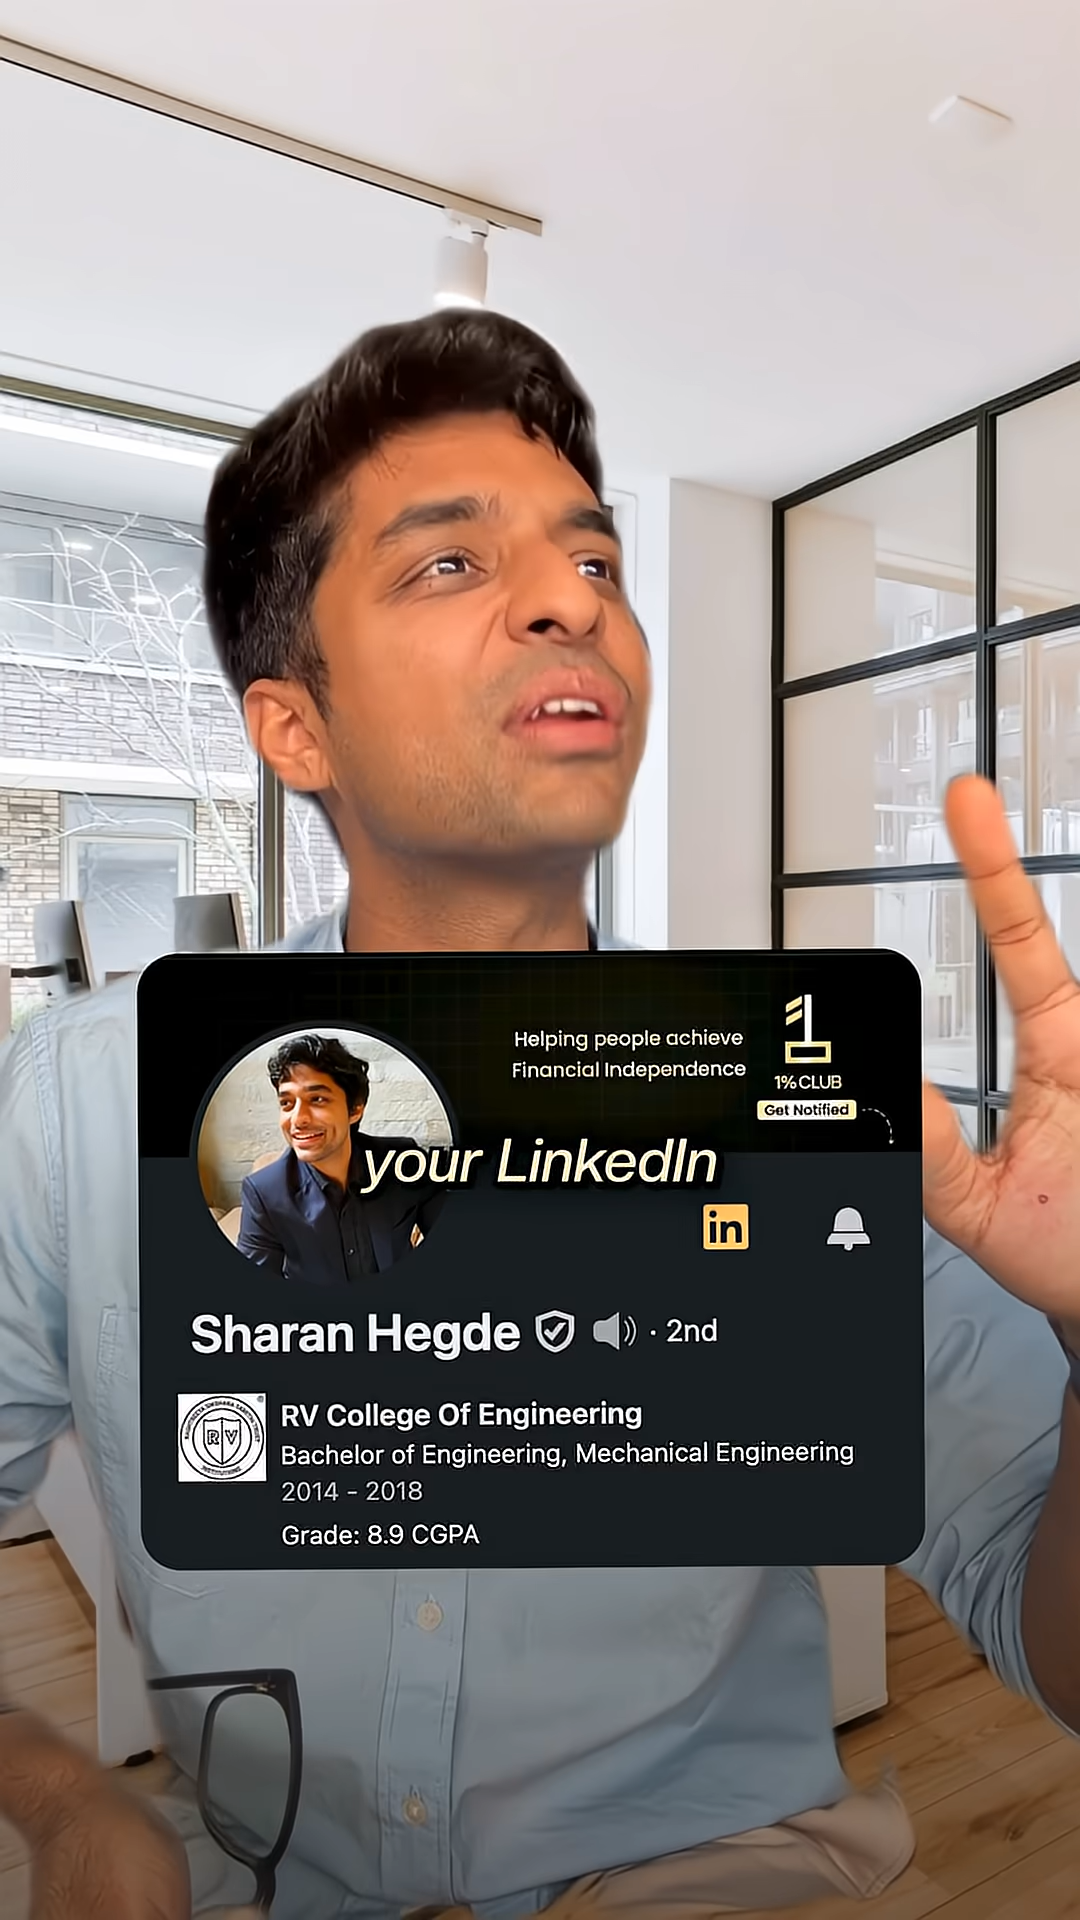 Helping people achieve
Financial Independence
1% CLUB
Get Notified
your LinkedIn
in
Sharan Hegde · 2nd
RV
RV College Of Engineering
Bachelor of Engineering, Mechanical Engineering
2014 - 2018
Grade: 8.9 CGPA